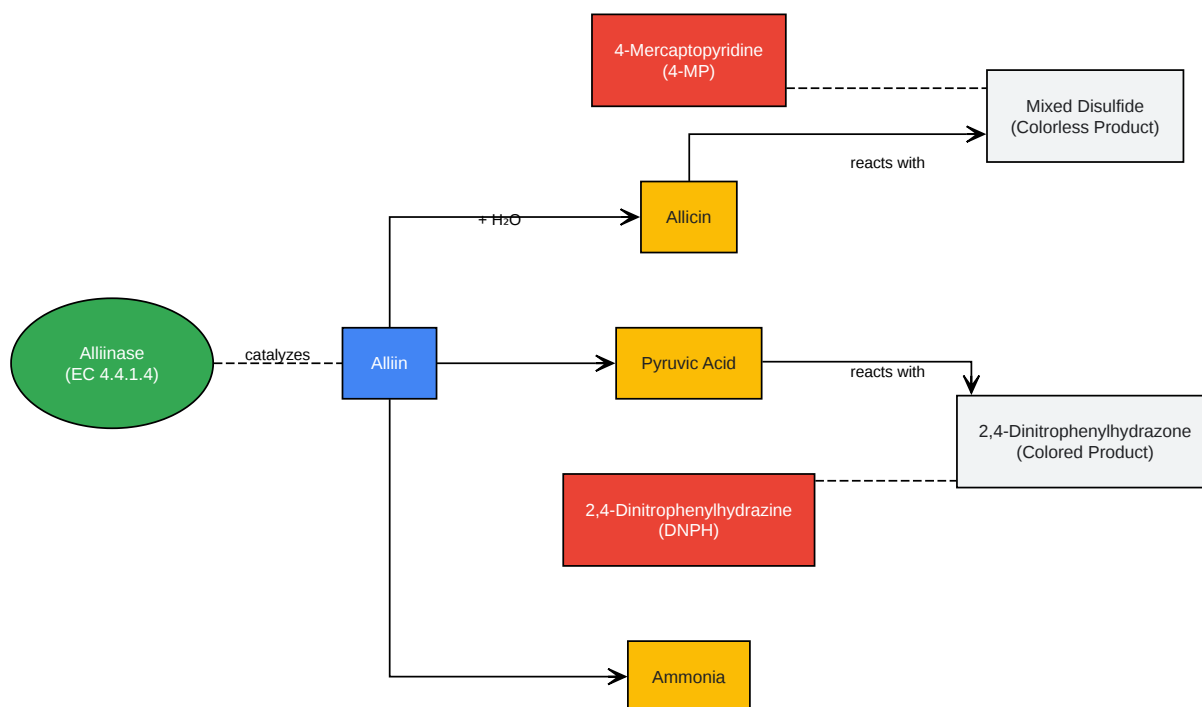 4-Mercaptopyridine
(4-MP)
Mixed Disulfide
(Colorless Product)
reacts with
Allicin
+ H₂O
Alliinase
(EC 4.4.1.4)
catalyzes
Alliin
Pyruvic Acid
reacts with
2,4-Dinitrophenylhydrazone
(Colored Product)
2,4-Dinitrophenylhydrazine
(DNPH)
Ammonia